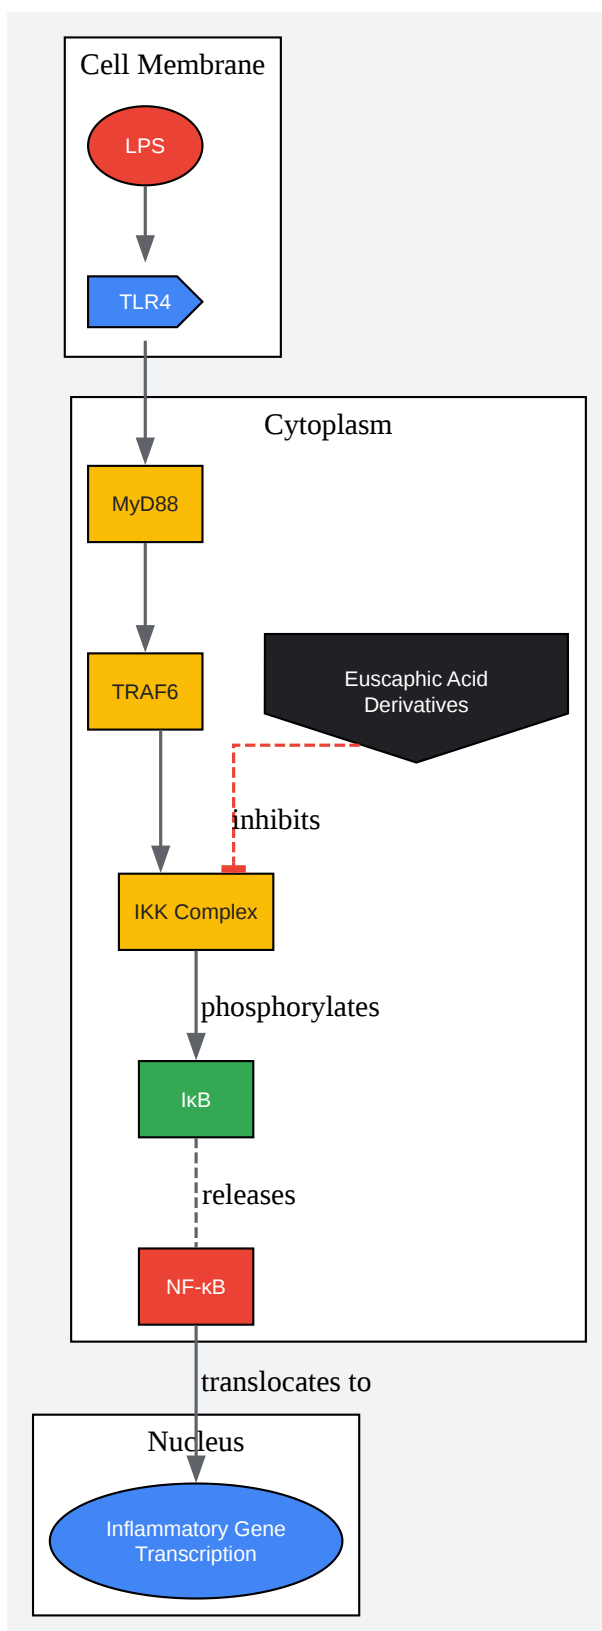 Cell Membrane
LPS
TLR4
Cytoplasm
MyD88
TRAF6
Euscaphic Acid
Derivatives
inhibits
IKK Complex
phosphorylates
IκB
releases
NF-κB
translocates to
Nucleus
Inflammatory Gene
Transcription